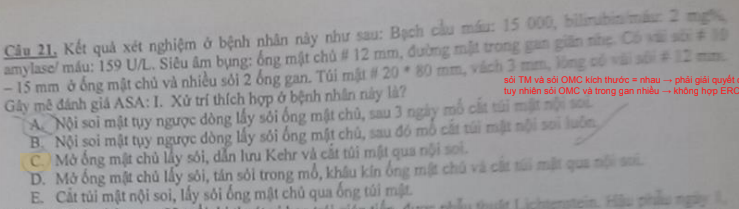 Câu 21. Kết quả xét nghiệm ở bệnh nhân này như sau: Bạch cầu máu: 15 000, bilirubin/máu: 2 mg%,
amylase/ máu: 159 U/L. Siêu âm bụng: ống mật chủ # 12 mm, đường mật trong gan giãn nhẹ. Có vài sỏi # 10
– 15 mm ở ống mật chủ và nhiều sỏi 2 ống gan. Túi mật # 20 * 80 mm, vách 3 mm, lòng có vài sỏi # 12 mm.
Gây mê đánh giá ASA: I. Xử trí thích hợp ở bệnh nhân này là?
sỏi TM và sỏi OMC kích thước = nhau → phải giải quyết
tuy nhiên sỏi OMC và trong gan nhiều → không hợp ERC
A. Nội soi mật tụy ngược dòng lấy sỏi ống mật chủ, sau 3 ngày mổ cắt túi mật nội soi.
B. Nội soi mật tụy ngược dòng lấy sỏi ống mật chủ, sau đó mổ cắt túi mật nội soi luôn.
C. Mở ống mật chủ lấy sỏi, dẫn lưu Kehr và cắt túi mật qua nội soi.
D. Mở ống mật chủ lấy sỏi, tán sỏi trong mổ, khâu kín ống mật chủ và cắt túi mật qua nội soi.
E. Cắt túi mật nội soi, lấy sỏi ống mật chủ qua ống túi mật.